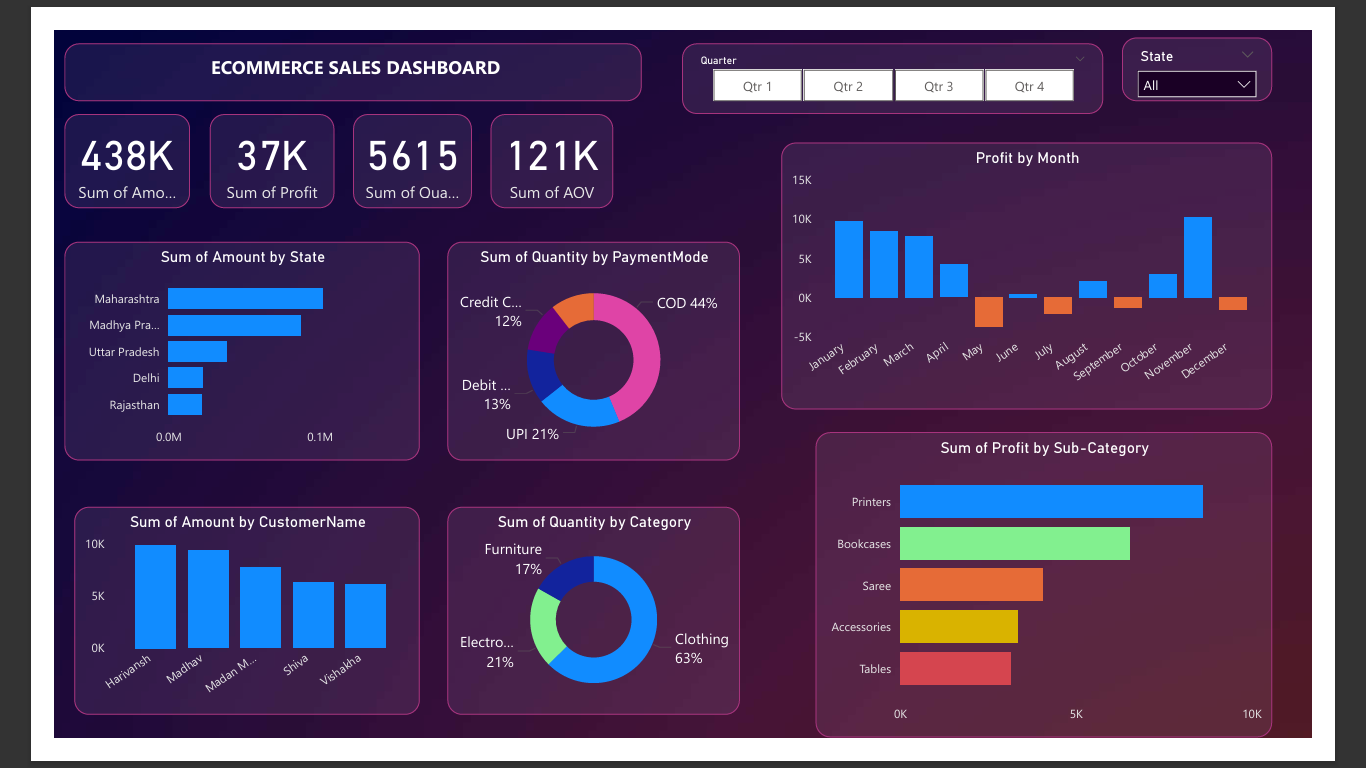 ECOMMERCE SALES DASHBOARD
Quarter
Qtr 1 Qtr 2 Qtr 3 Qtr 4
State
All
438K
Sum of Amo...
37K
Sum of Profit
5615
Sum of Qua...
121K
Sum of AOV
Profit by Month
15K
10K
5K
0K
-5K
January February March April May June July August September October November December
Sum of Amount by State
Maharashtra
Madhya Pra...
Uttar Pradesh
Delhi
Rajasthan
0.0M 0.1M
Sum of Quantity by PaymentMode
Credit C...
12%
COD 44%
Debit ...
13%
UPI 21%
Sum of Profit by Sub-Category
Printers
Bookcases
Saree
Accessories
Tables
0K 5K 10K
Sum of Amount by CustomerName
10K
5K
0K
Harivansh Madhav Madan M... Shiva Vishakha
Sum of Quantity by Category
Furniture
17%
Electro...
21%
Clothing
63%